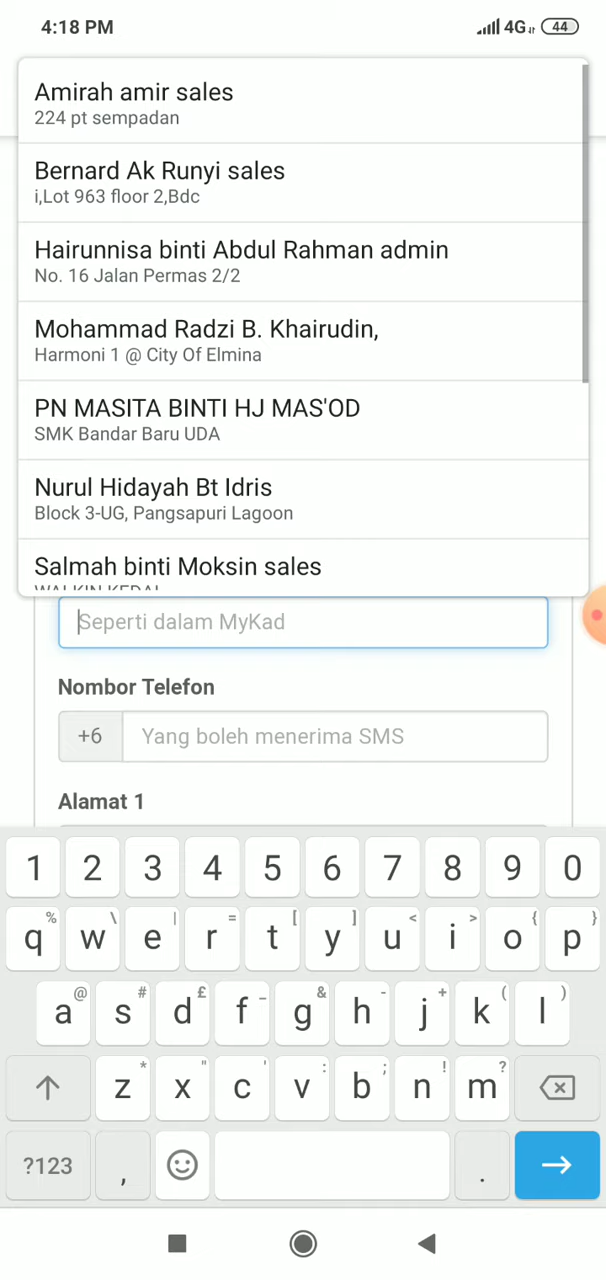 4:18 PM 4G 44
Amirah amir sales
224 pt sempadan
Bernard Ak Runyi sales
i,Lot 963 floor 2,Bdc
Hairunnisa binti Abdul Rahman admin
No. 16 Jalan Permas 2/2
Mohammad Radzi B. Khairudin,
Harmoni 1 @ City Of Elmina
PN MASITA BINTI HJ MAS'OD
SMK Bandar Baru UDA
Nurul Hidayah Bt Idris
Block 3-UG, Pangsapuri Lagoon
Salmah binti Moksin sales
Seperti dalam MyKad
Nombor Telefon
+6 Yang boleh menerima SMS
Alamat 1
1 2 3 4 5 6 7 8 9 0
% \ | = [ ] < > { }
q w e r t y u i o p
@ # £ _ & - + ( )
a s d f g h j k l
* " ' : ; ! ?
z x c v b n m
?123 , .